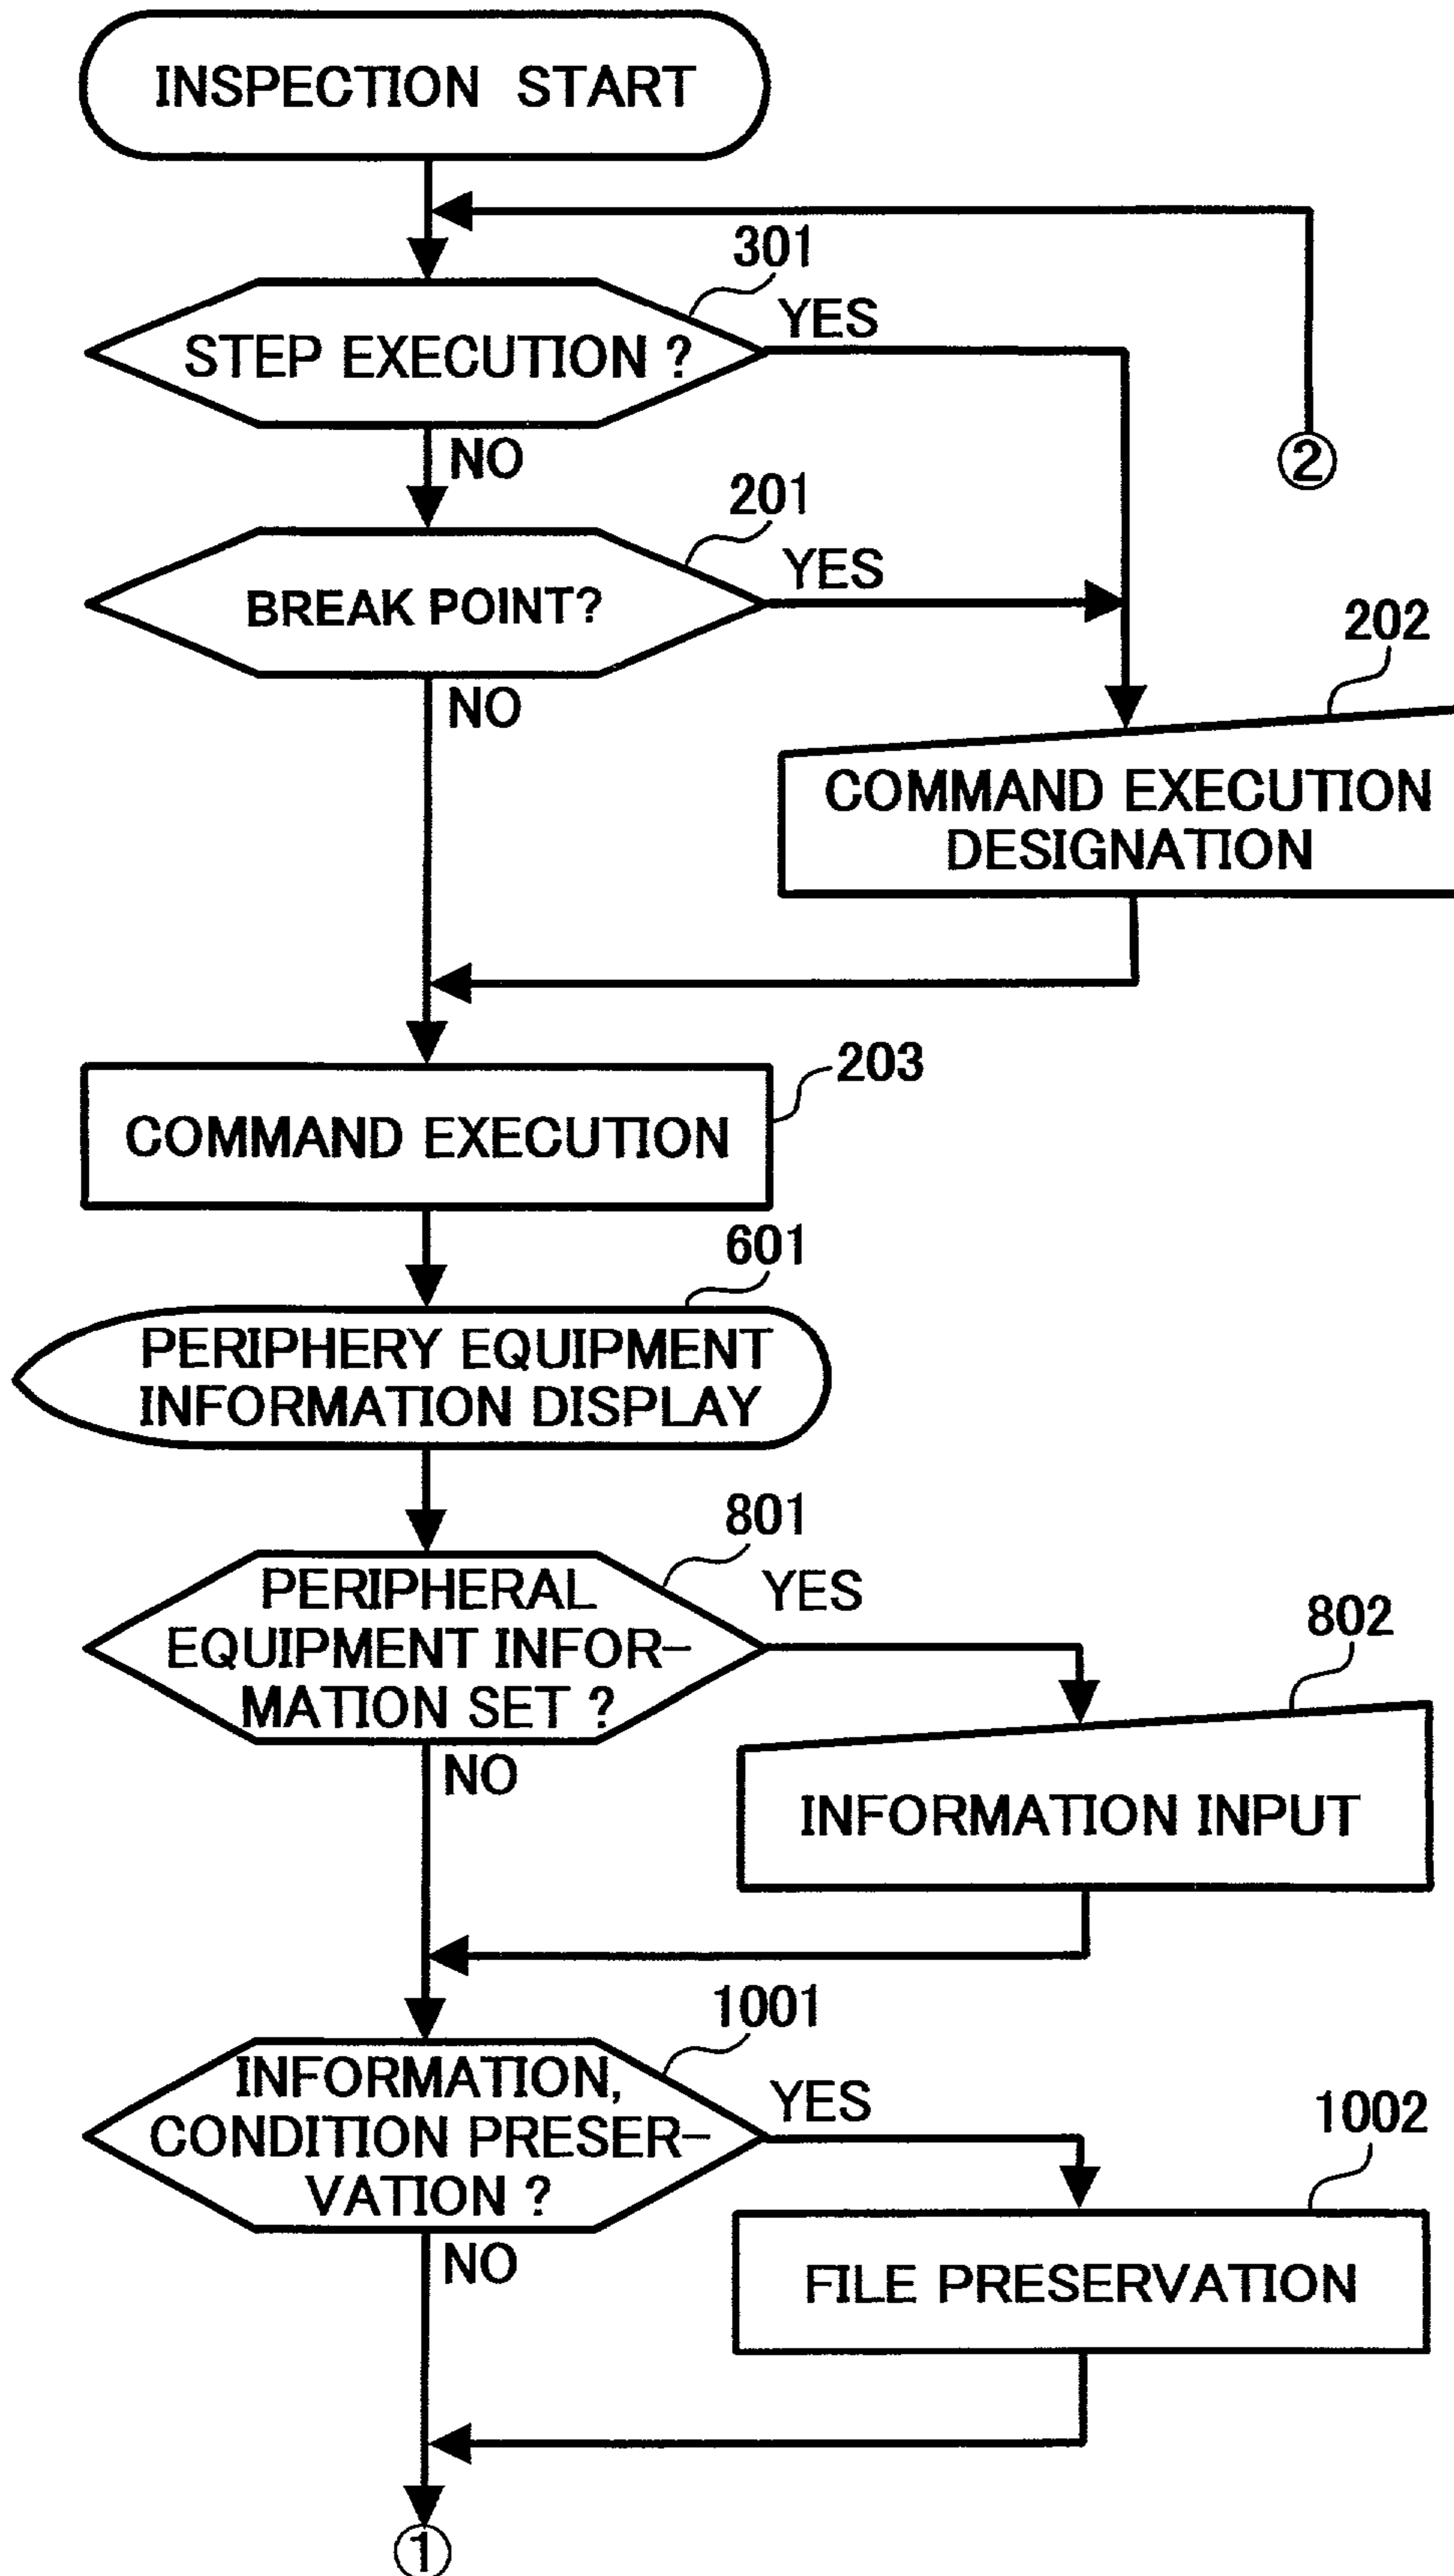 INSPECTION START
301
YES
STEP EXECUTION ?
NO
②
201
YES
BREAK POINT?
NO
202
COMMAND EXECUTION
DESIGNATION
203
COMMAND EXECUTION
601
PERIPHERY EQUIPMENT
INFORMATION DISPLAY
801
YES
PERIPHERAL
EQUIPMENT INFOR-
MATION SET ?
NO
802
INFORMATION INPUT
1001
YES
INFORMATION,
CONDITION PRESER-
VATION ?
NO
1002
FILE PRESERVATION
①